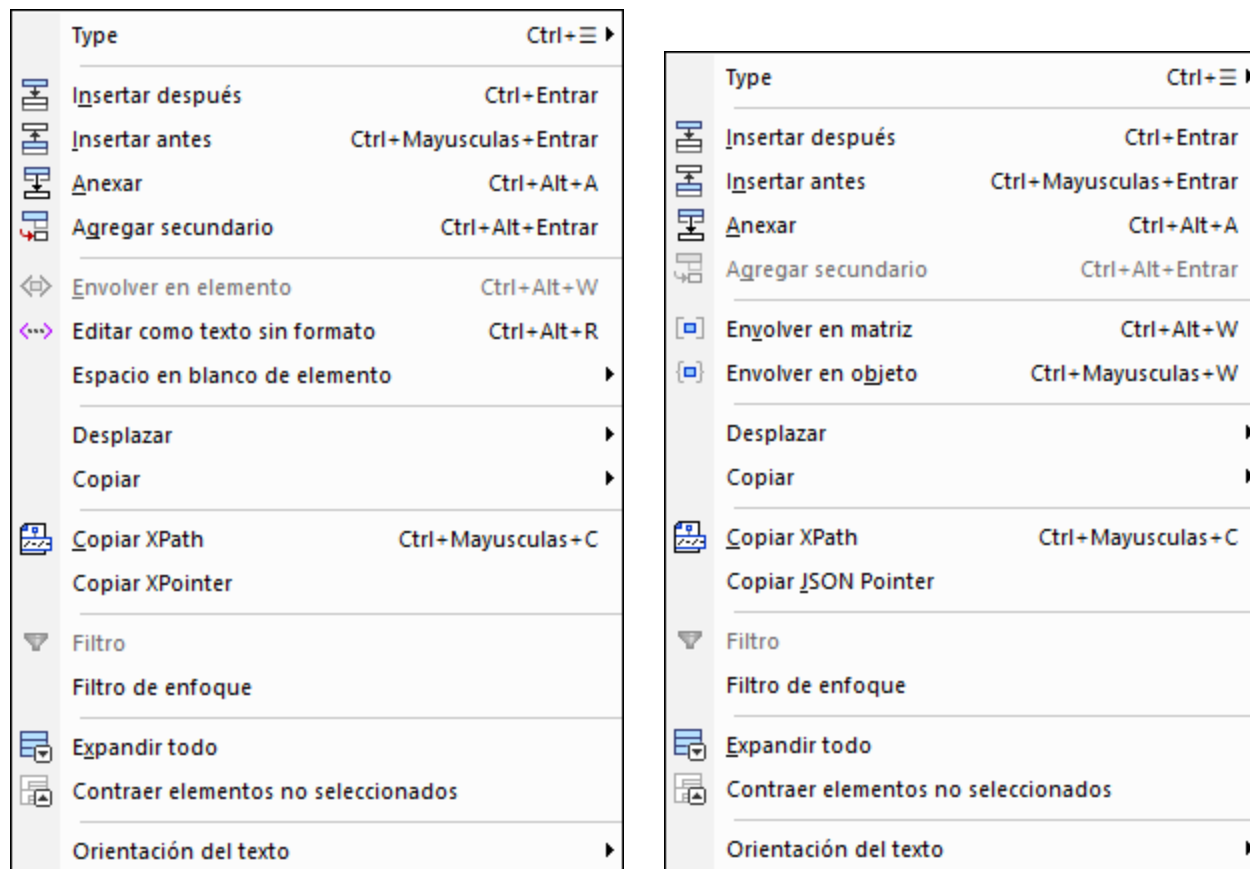 Type Ctrl+☰
Insertar después Ctrl+Entrar
Insertar antes Ctrl+Mayusculas+Entrar
Anexar Ctrl+Alt+A
Agregar secundario Ctrl+Alt+Entrar
Envolver en elemento Ctrl+Alt+W
Editar como texto sin formato Ctrl+Alt+R
Espacio en blanco de elemento
Desplazar
Copiar
Copiar XPath Ctrl+Mayusculas+C
Copiar XPointer
Filtro
Filtro de enfoque
Expandir todo
Contraer elementos no seleccionados
Orientación del texto
Type Ctrl+☰
Insertar después Ctrl+Entrar
Insertar antes Ctrl+Mayusculas+Entrar
Anexar Ctrl+Alt+A
Agregar secundario Ctrl+Alt+Entrar
Envolver en matriz Ctrl+Alt+W
Envolver en objeto Ctrl+Mayusculas+W
Desplazar
Copiar
Copiar XPath Ctrl+Mayusculas+C
Copiar JSON Pointer
Filtro
Filtro de enfoque
Expandir todo
Contraer elementos no seleccionados
Orientación del texto